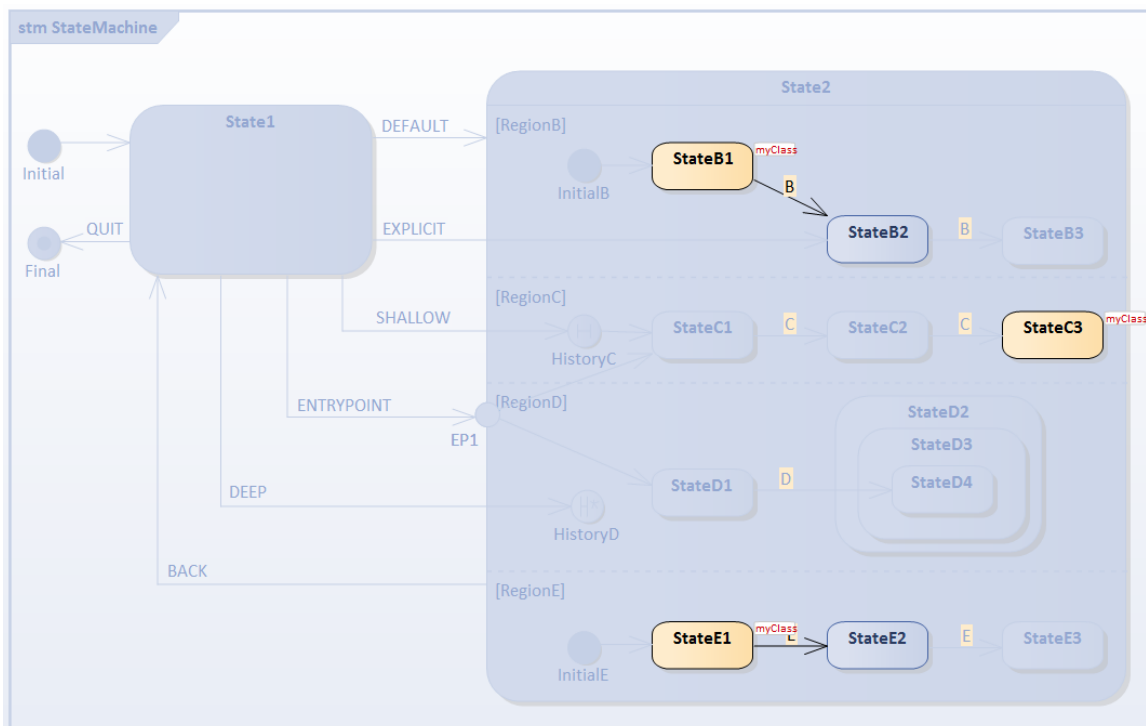 stm StateMachine
State2
State1
DEFAULT
[RegionB]
Initial
StateB1
myClass
InitialB
B
QUIT
EXPLICIT
StateB2
B
StateB3
Final
[RegionC]
SHALLOW
HistoryC
StateC1
C
StateC2
C
StateC3
myClass
ENTRYPOINT
[RegionD]
EP1
StateD2
StateD3
StateD4
StateD1
D
DEEP
HistoryD
BACK
[RegionE]
StateE1
myClass
StateE2
E
StateE3
InitialE